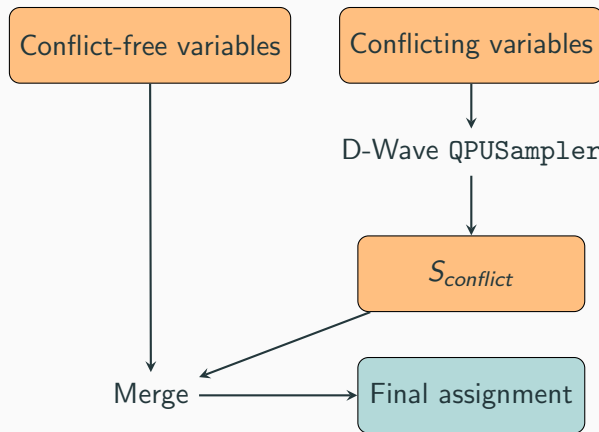 Conflict-free variables
Conflicting variables
D-Wave QPUSampler
S_conflict
Merge
Final assignment